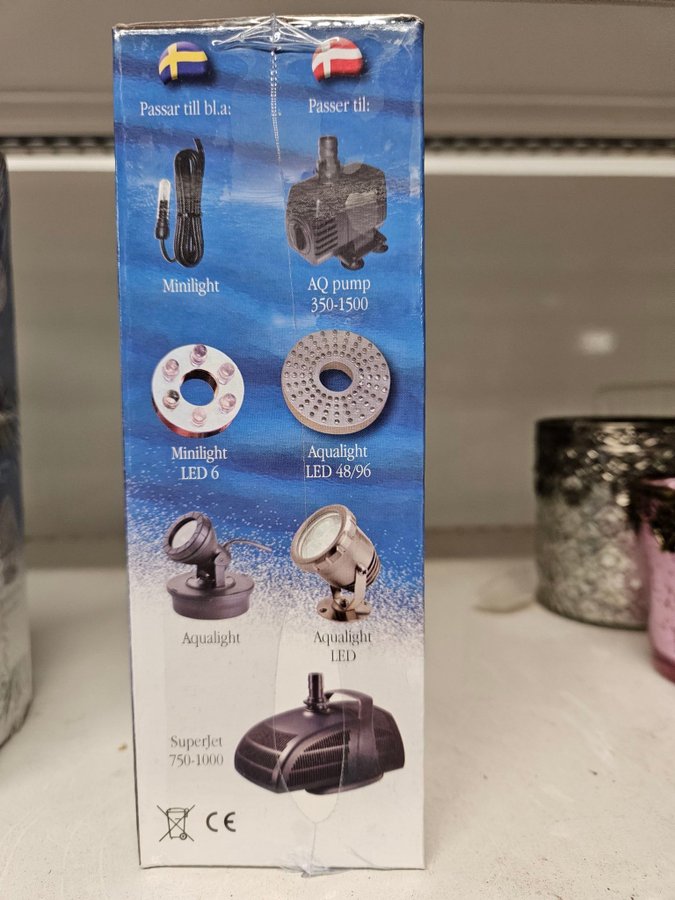 Passar till bl.a:
Passer til:
Minilight
AQ pump
350-1500
Minilight
LED 6
Aqualight
LED 48/96
Aqualight
Aqualight
LED
SuperJet
750-1000
CE